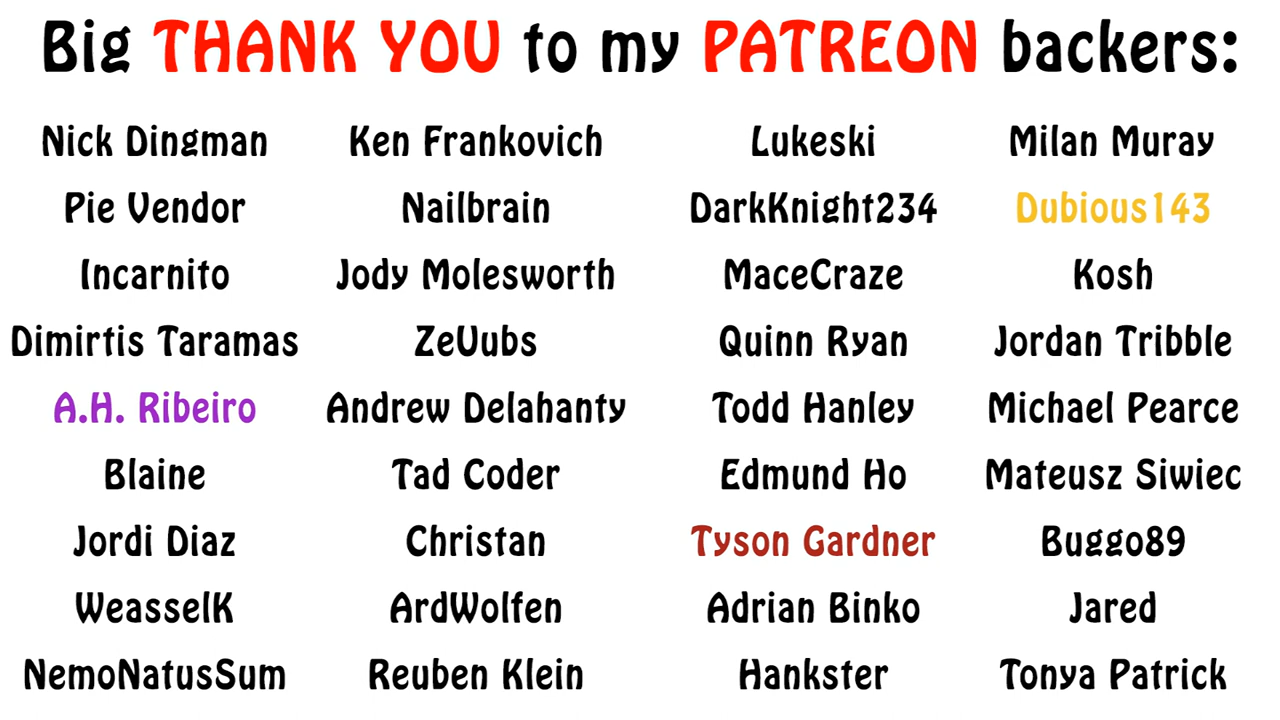 Big THANK YOU to my PATREON backers:
Nick Dingman Ken Frankovich Lukeski Milan Muray
Pie Vendor Nailbrain DarkKnight234 Dubious143
Incarnito Jody Molesworth MaceCraze Kosh
Dimirtis Taramas ZeVubs Quinn Ryan Jordan Tribble
A.H. Ribeiro Andrew Delahanty Todd Hanley Michael Pearce
Blaine Tad Coder Edmund Ho Mateusz Siwiec
Jordi Diaz Christan Tyson Gardner Buggo89
WeasselK ArdWolfen Adrian Binko Jared
NemoNatusSum Reuben Klein Hankster Tonya Patrick